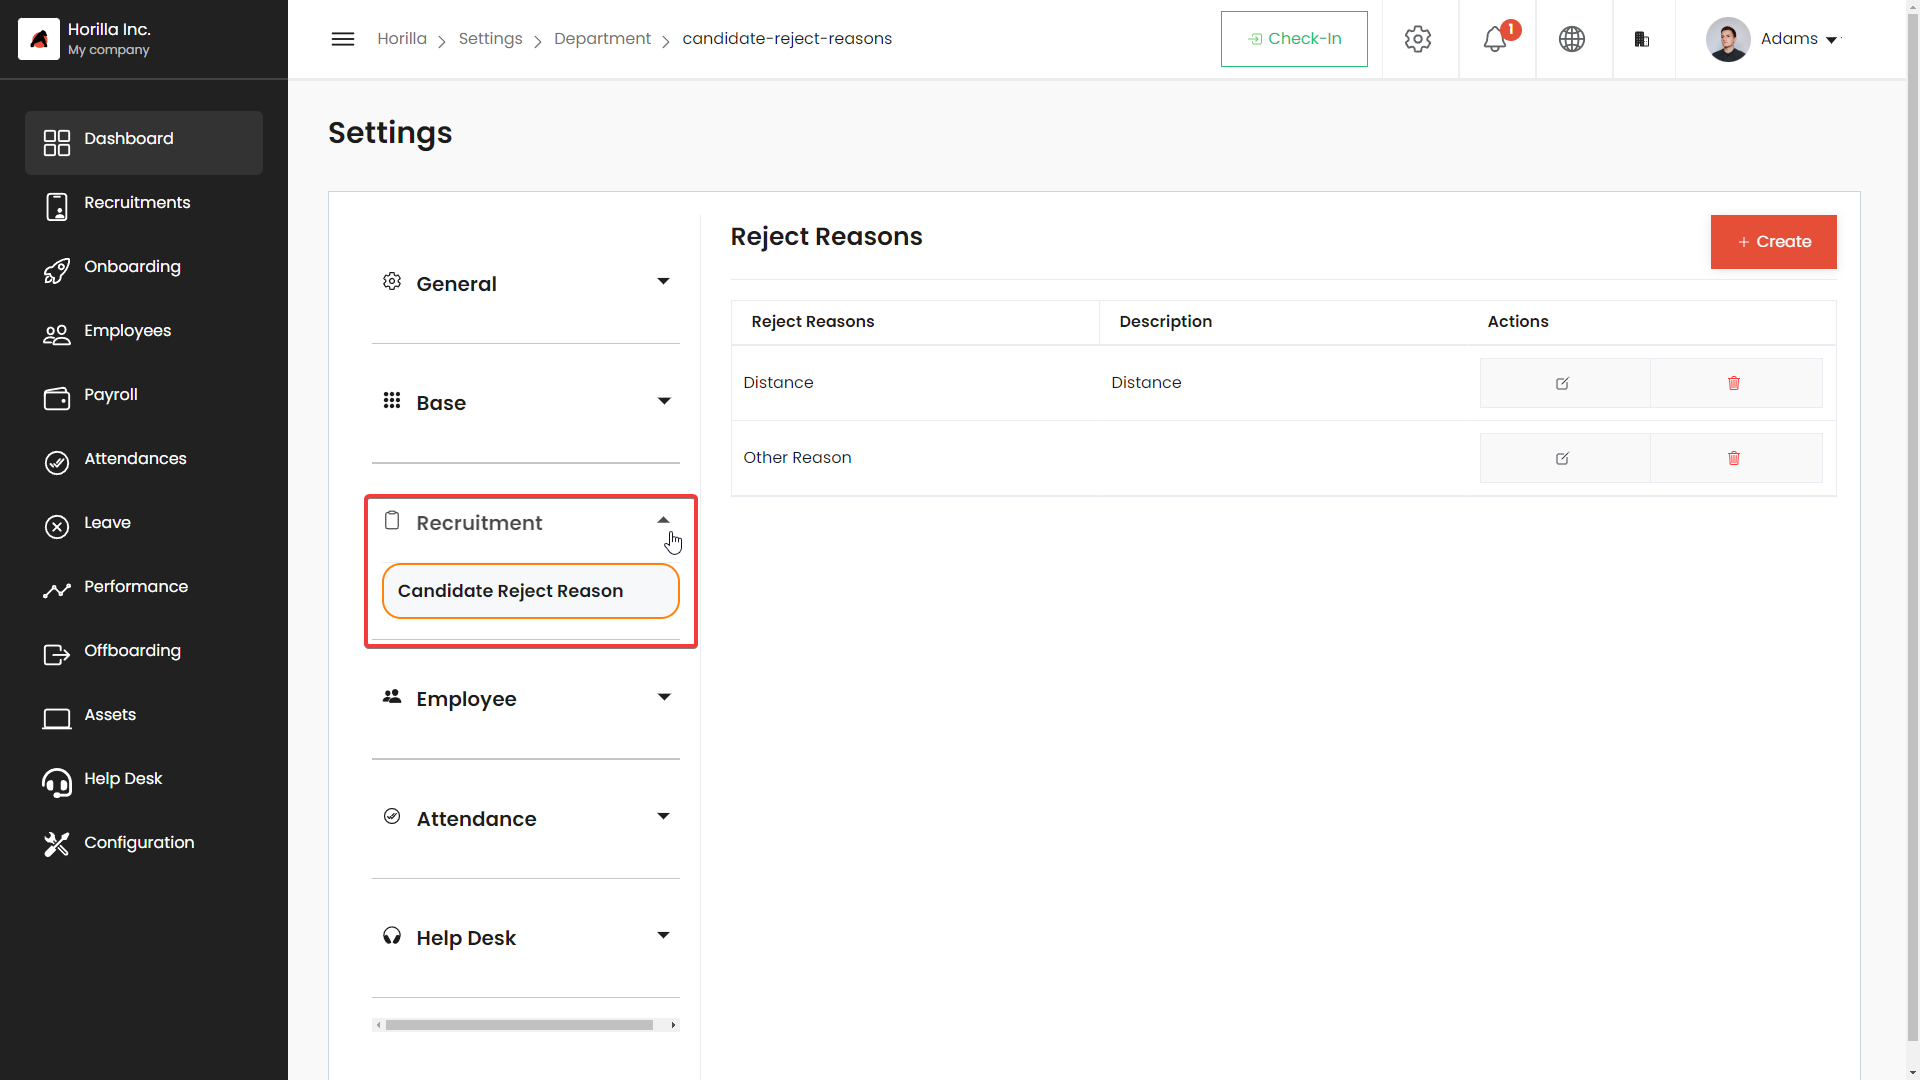 Horilla Inc.
My company
Dashboard
Recruitments
Onboarding
Employees
Payroll
Attendances
Leave
Performance
Offboarding
Assets
Help Desk
Configuration
Horilla > Settings > Department > candidate-reject-reasons
Check-In
1
Adams
Settings
General
Base
Recruitment
Candidate Reject Reason
Employee
Attendance
Help Desk
Reject Reasons
+ Create
Reject Reasons Description Actions
Distance Distance
Other Reason